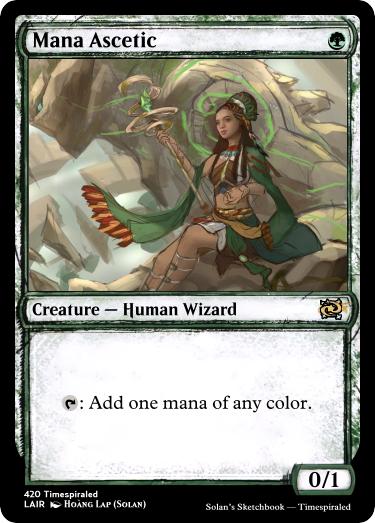 Mana Ascetic
Creature — Human Wizard
: Add one mana of any color.
0/1
420 Timespiraled
LAIR Hoàng Lap (Solan)
Solan's Sketchbook — Timespiraled